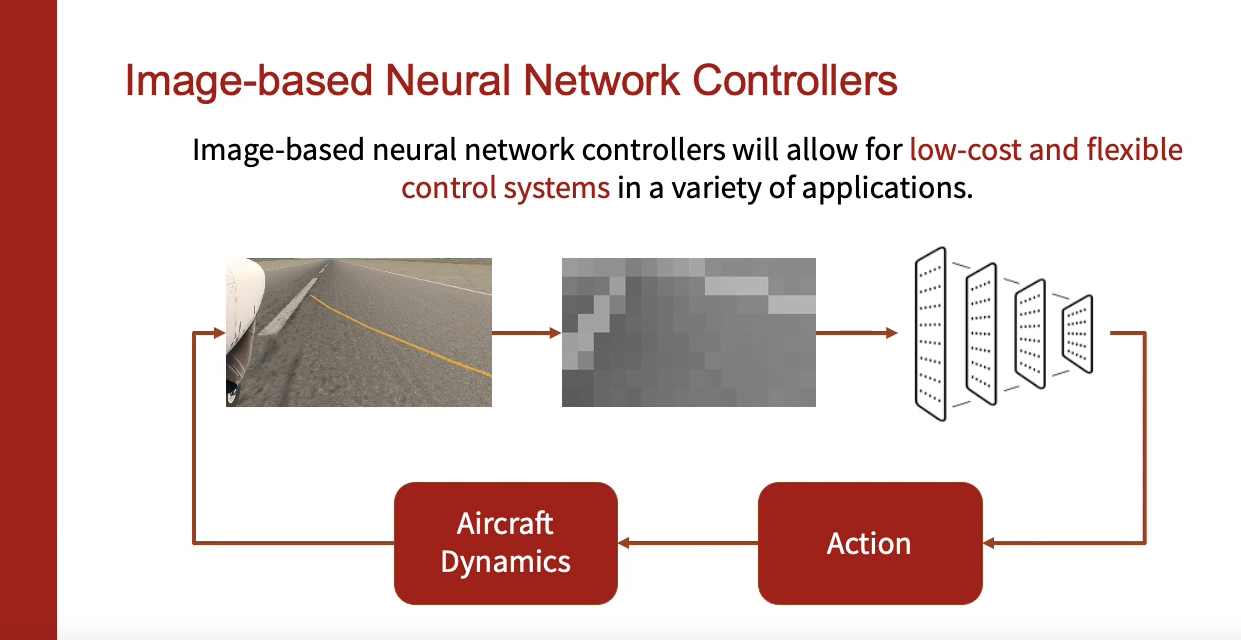 Image-based Neural Network Controllers
Image-based neural network controllers will allow for low-cost and flexible
control systems in a variety of applications.
Aircraft
Dynamics
Action